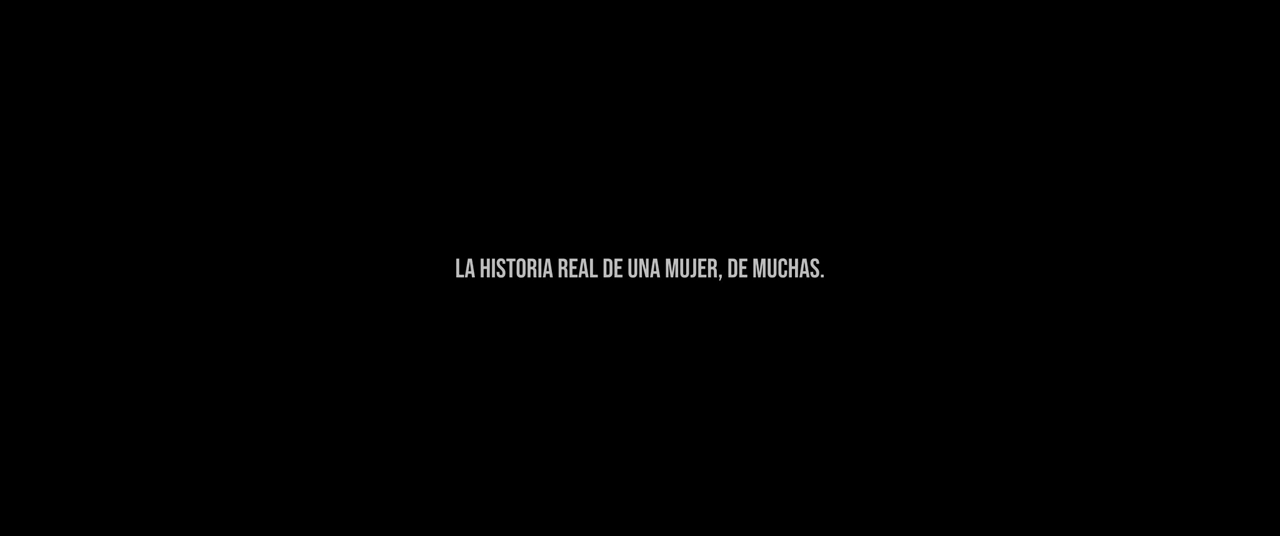 LA HISTORIA REAL DE UNA MUJER, DE MUCHAS.